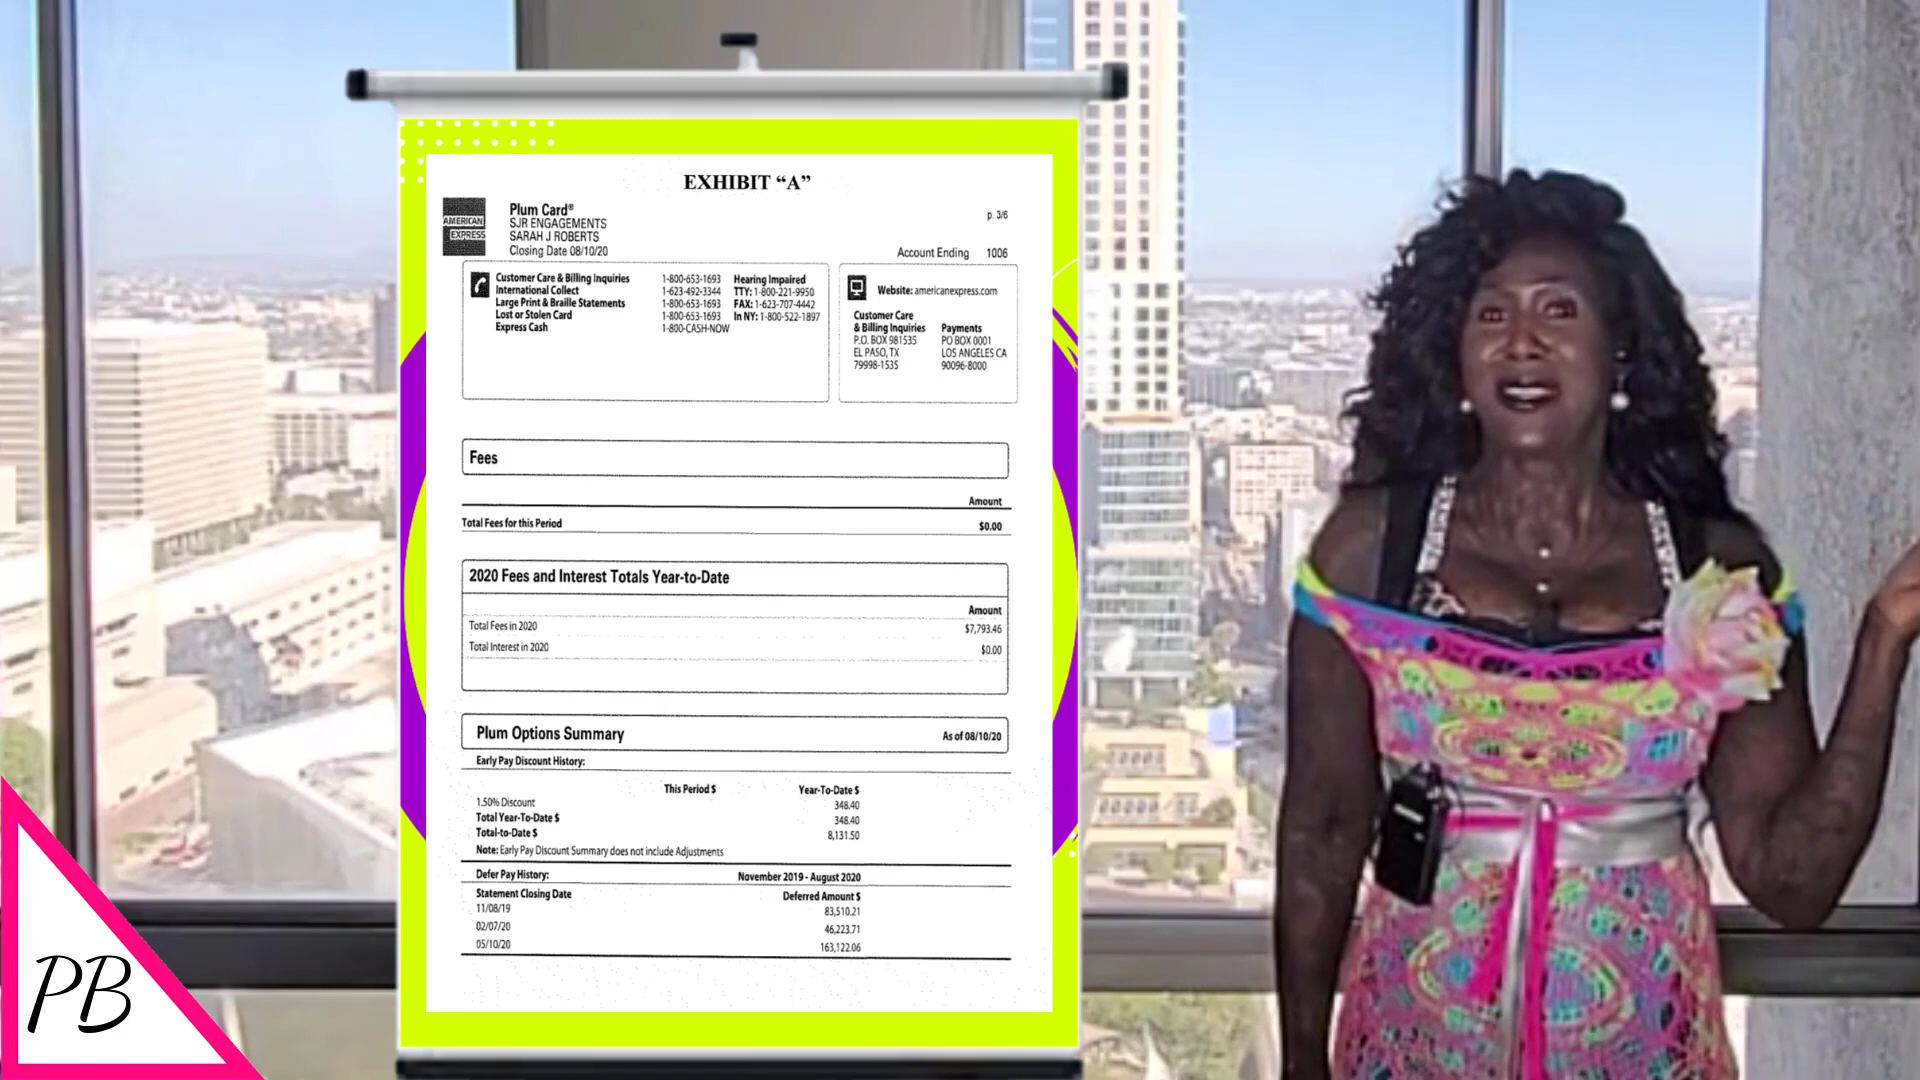 EXHIBIT “A”
AMERICAN
EXPRESS
Plum Card®
SJR ENGAGEMENTS
SARAH J ROBERTS
Closing Date 08/10/20
p. 3/6
Account Ending 1006
Customer Care & Billing Inquiries 1-800-653-1693
International Collect 1-623-492-3344
Large Print & Braille Statements 1-800-653-1693
Lost or Stolen Card 1-800-653-1693
Express Cash 1-800-CASH-NOW
Hearing Impaired
TTY: 1-800-221-9950
FAX: 1-623-707-4442
In NY: 1-800-522-1897
Website: americanexpress.com
Customer Care
& Billing Inquiries
P.O. BOX 981535
EL PASO, TX
79998-1535
Payments
PO BOX 0001
LOS ANGELES CA
90096-8000
Fees
Amount
Total Fees for this Period $0.00
2020 Fees and Interest Totals Year-to-Date
Amount
Total Fees in 2020 $7,793.46
Total Interest in 2020 $0.00
Plum Options Summary As of 08/10/20
Early Pay Discount History:
This Period $ Year-To-Date $
1.50% Discount 348.40
Total Year-To-Date $ 348.40
Total-to-Date $ 8,131.50
Note: Early Pay Discount Summary does not include Adjustments
Defer Pay History: November 2019 - August 2020
Statement Closing Date Deferred Amount $
11/08/19 83,510.21
02/07/20 46,223.71
05/10/20 163,122.06
PB